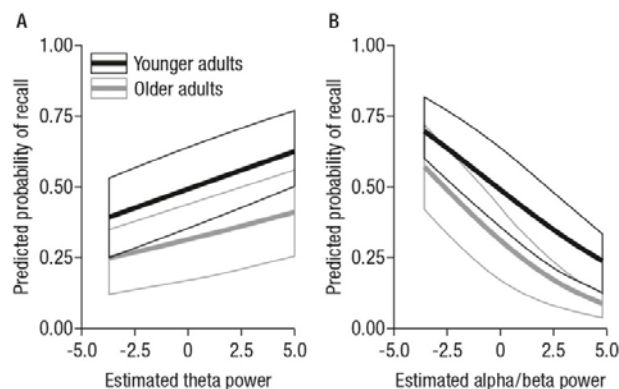 A
B
Younger adults
Older adults
Predicted probability of recall
1.00
0.75
0.50
0.25
0.00
-5.0 -2.5 0 2.5 5.0
Estimated theta power
Predicted probability of recall
1.00
0.75
0.50
0.25
0.00
-5.0 -2.5 0 2.5 5.0
Estimated alpha/beta power